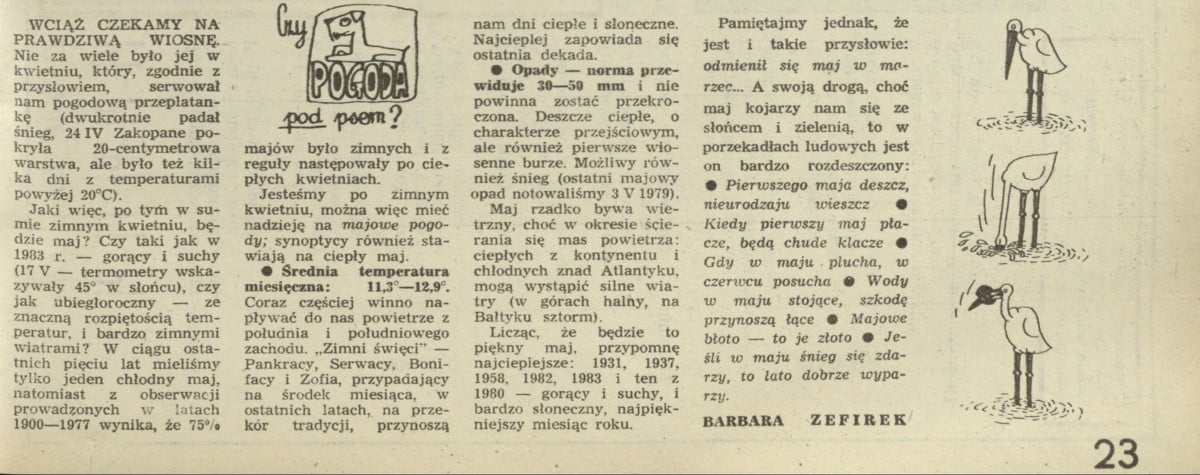 WCIĄŻ CZEKAMY NA
PRAWDZIWĄ WIOSNĘ.
Nie za wiele było jej w
kwietniu, który, zgodnie z
przysłowiem, serwował
nam pogodową przeplatan-
kę (dwukrotnie padał
śnieg, 24 IV Zakopane po-
kryła 20-centymetrowa
warstwa, ale było też kil-
ka dni z temperaturami
powyżej 20°C).
Jaki więc, po tym w su-
mie zimnym kwietniu, bę-
dzie maj? Czy taki jak w
1983 r. — gorący i suchy
(17 V — termometry wska-
zywały 45° w słońcu), czy
jak ubiegłoroczny — ze
znaczną rozpiętością tem-
peratur, i bardzo zimnymi
wiatrami? W ciągu osta-
tnich pięciu lat mieliśmy
tylko jeden chłodny maj,
natomiast z obserwacji
prowadzonych w latach
1900—1977 wynika, że 75%
Czy
POGODA
pod psem?
majów było zimnych i z
reguły następowały po cie-
płych kwietniach.
Jesteśmy po zimnym
kwietniu, można więc mieć
nadzieję na majowe pogo-
dy; synoptycy również sta-
wiają na ciepły maj.
● Średnia temperatura
miesięczna: 11,3°—12,9°.
Coraz częściej winno na-
pływać do nas powietrze z
południa i południowego
zachodu. „Zimni święci" —
Pankracy, Serwacy, Boni-
facy i Zofia, przypadający
na środek miesiąca, w
ostatnich latach, na prze-
kór tradycji, przynoszą
nam dni ciepłe i słoneczne.
Najcieplej zapowiada się
ostatnia dekada.
● Opady — norma prze-
widuje 30—50 mm i nie
powinna zostać przekro-
czona. Deszcze ciepłe, o
charakterze przejściowym,
ale również pierwsze wio-
senne burze. Możliwy rów-
nież śnieg (ostatni majowy
opad notowaliśmy 3 V 1979).
Maj rzadko bywa wie-
trzny, choć w okresie ście-
rania się mas powietrza:
ciepłych z kontynentu i
chłodnych znad Atlantyku,
mogą wystąpić silne wia-
try (w górach halny, na
Bałtyku sztorm).
Licząc, że będzie to
piękny maj, przypomnę
najcieplejsze: 1931, 1937,
1958, 1982, 1983 i ten z
1980 — gorący i suchy, i
bardzo słoneczny, najpięk-
niejszy miesiąc roku.
Pamiętajmy jednak, że
jest i takie przysłowie:
odmienił się maj w ma-
rzec... A swoją drogą, choć
maj kojarzy nam się ze
słońcem i zielenią, to w
porzekadłach ludowych jest
on bardzo rozdeszczony:
● Pierwszego maja deszcz,
nieurodzaju wieszcz ●
Kiedy pierwszy maj pła-
cze, będą chude klacze ●
Gdy w maju plucha, w
czerwcu posucha ● Wody
w maju stojące, szkodę
przynoszą łące ● Majowe
błoto — to je złoto ● Je-
śli w maju śnieg się zda-
rzy, to lato dobrze wypa-
rzy.
BARBARA ZEFIREK
23